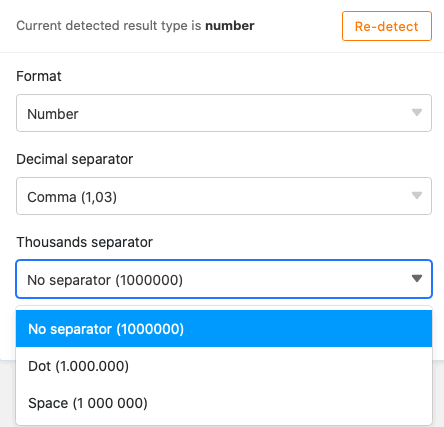 Current detected result type is number
Re-detect
Format
Number
Decimal separator
Comma (1,03)
Thousands separator
No separator (1000000)
No separator (1000000)
Dot (1.000.000)
Space (1 000 000)